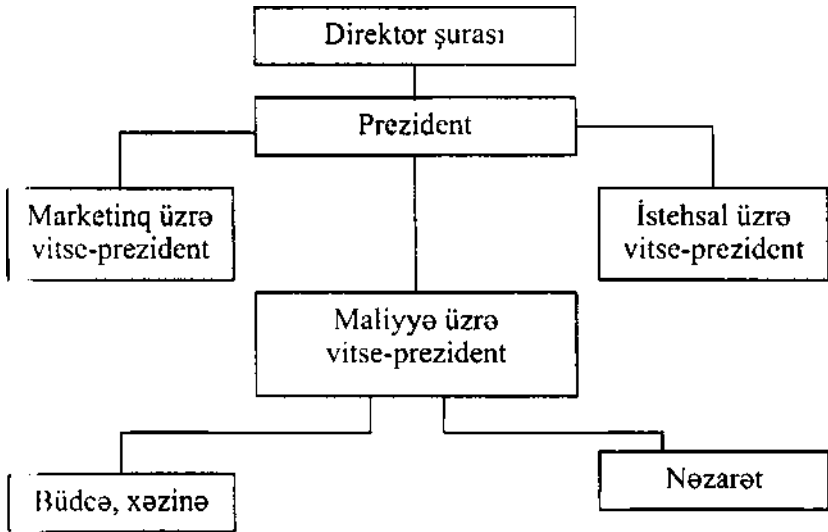 Direktor şurası
Prezident
Marketinq üzrə
vitse-prezident
İstehsal üzrə
vitse-prezident
Maliyyə üzrə
vitse-prezident
Büdcə, xəzinə
Nəzarət